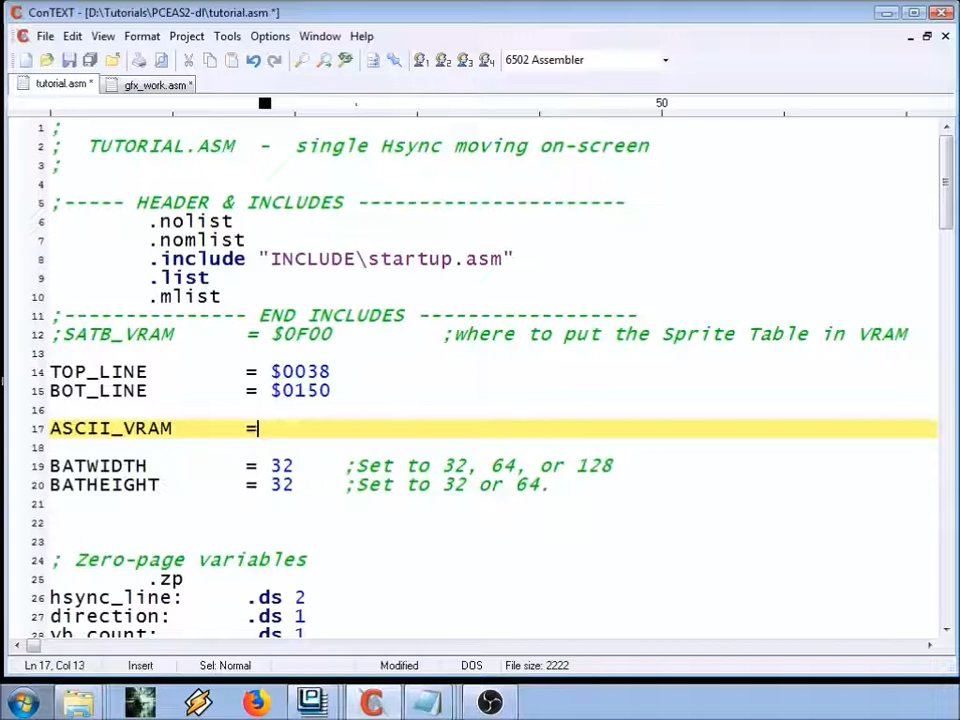 ConTEXT - [D:\Tutorials\PCEAS2-dl\tutorial.asm *]
File Edit View Format Project Tools Options Window Help
6502 Assembler
tutorial.asm * gfx_work.asm *
50
1 ;
2 ; TUTORIAL.ASM - single Hsync moving on-screen
3 ;
4
5 ;----- HEADER & INCLUDES ----------------------
6 .nolist
7 .nomlist
8 .include "INCLUDE\startup.asm"
9 .list
10 .mlist
11 ;--------------- END INCLUDES ------------------
12 ;SATB_VRAM = $0F00 ;where to put the Sprite Table in VRAM
13
14 TOP_LINE = $0038
15 BOT_LINE = $0150
16
17 ASCII_VRAM =
18
19 BATWIDTH = 32 ;Set to 32, 64, or 128
20 BATHEIGHT = 32 ;Set to 32 or 64.
21
22
23
24 ; Zero-page variables
25 .zp
26 hsync_line: .ds 2
27 direction: .ds 1
28 vb_count: .ds 1
Ln 17, Col 13 Insert Sel: Normal Modified DOS File size: 2222